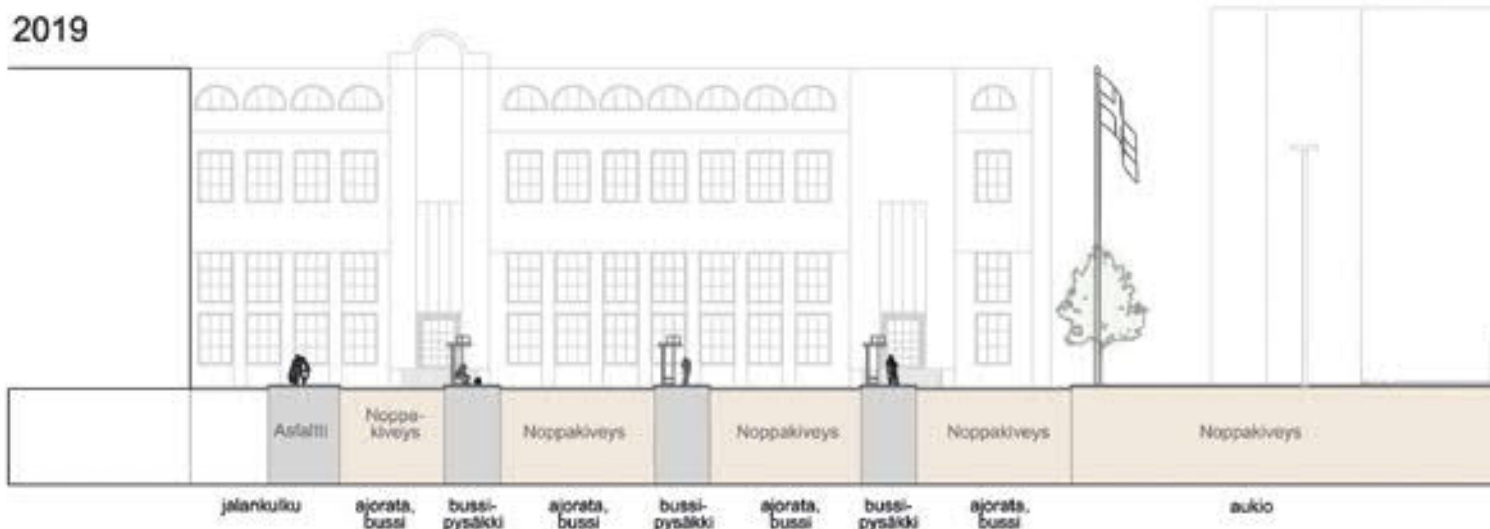 2019
Asfaltti
Noppa-
kiveys
Noppakiveys
Noppakiveys
Noppakiveys
Noppakiveys
jalankulku
ajorata,
bussi
bussi-
pysäkki
ajorata,
bussi
bussi-
pysäkki
ajorata,
bussi
bussi-
pysäkki
ajorata,
bussi
aukio